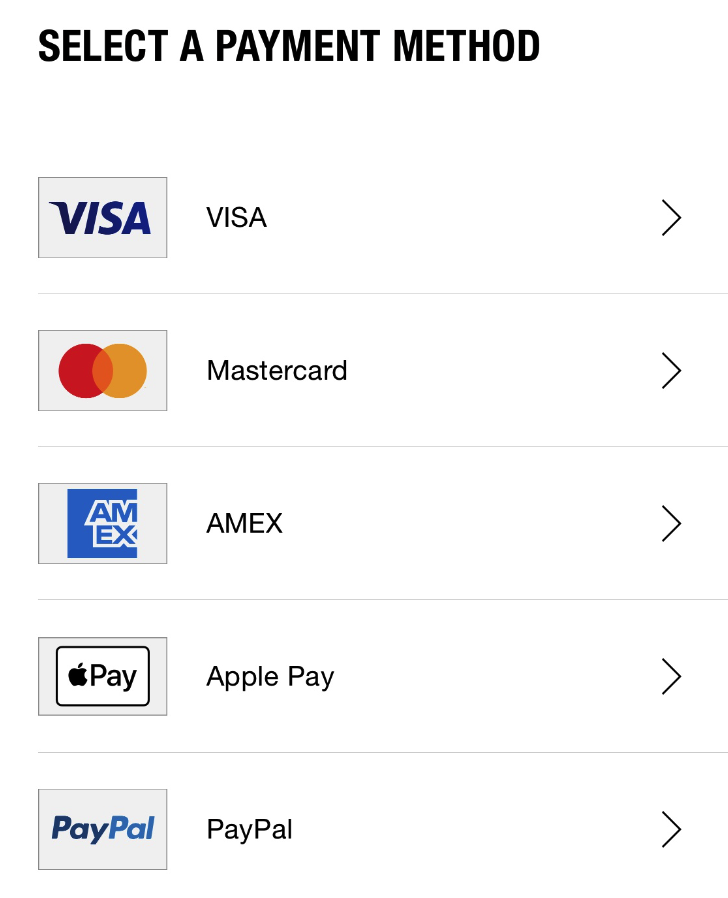 SELECT A PAYMENT METHOD
VISA VISA
Mastercard
AM
EX AMEX
Pay Apple Pay
PayPal PayPal